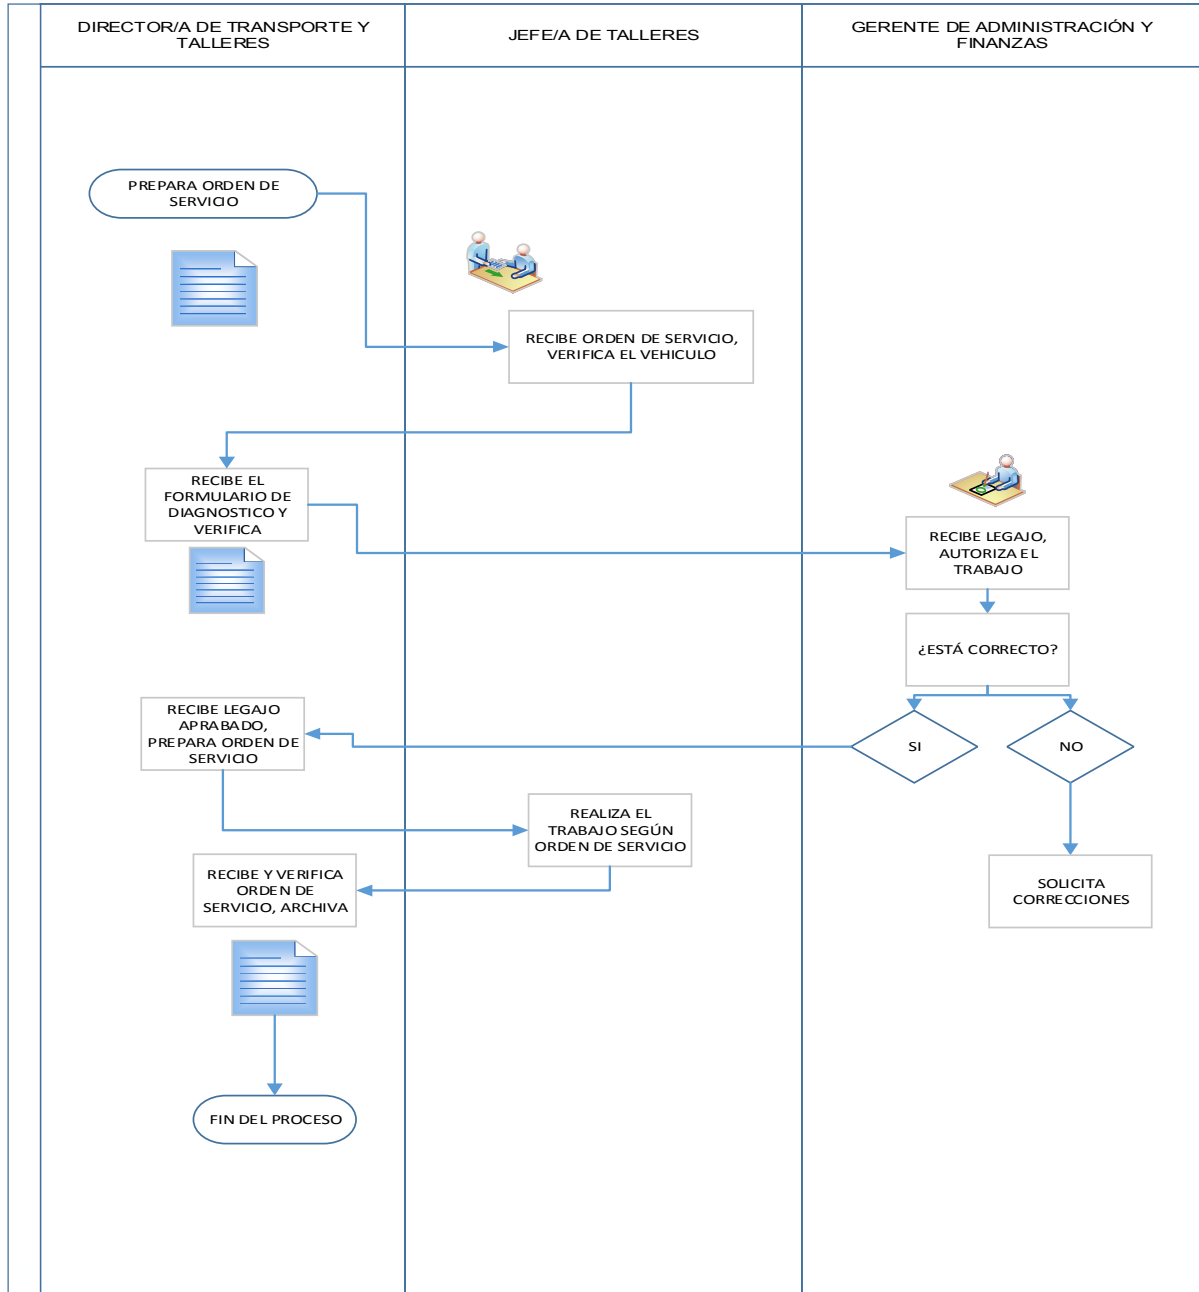 DIRECTOR/A DE TRANSPORTE Y
TALLERES
JEFE/A DE TALLERES
GERENTE DE ADMINISTRACIÓN Y
FINANZAS
PREPARA ORDEN DE
SERVICIO
RECIBE ORDEN DE SERVICIO,
VERIFICA EL VEHICULO
RECIBE EL
FORMULARIO DE
DIAGNOSTICO Y
VERIFICA
RECIBE LEGAJO,
AUTORIZA EL
TRABAJO
¿ESTÁ CORRECTO?
RECIBE LEGAJO
APRABADO,
PREPARA ORDEN DE
SERVICIO
SI
NO
REALIZA EL
TRABAJO SEGÚN
ORDEN DE SERVICIO
RECIBE Y VERIFICA
ORDEN DE
SERVICIO, ARCHIVA
SOLICITA
CORRECCIONES
FIN DEL PROCESO